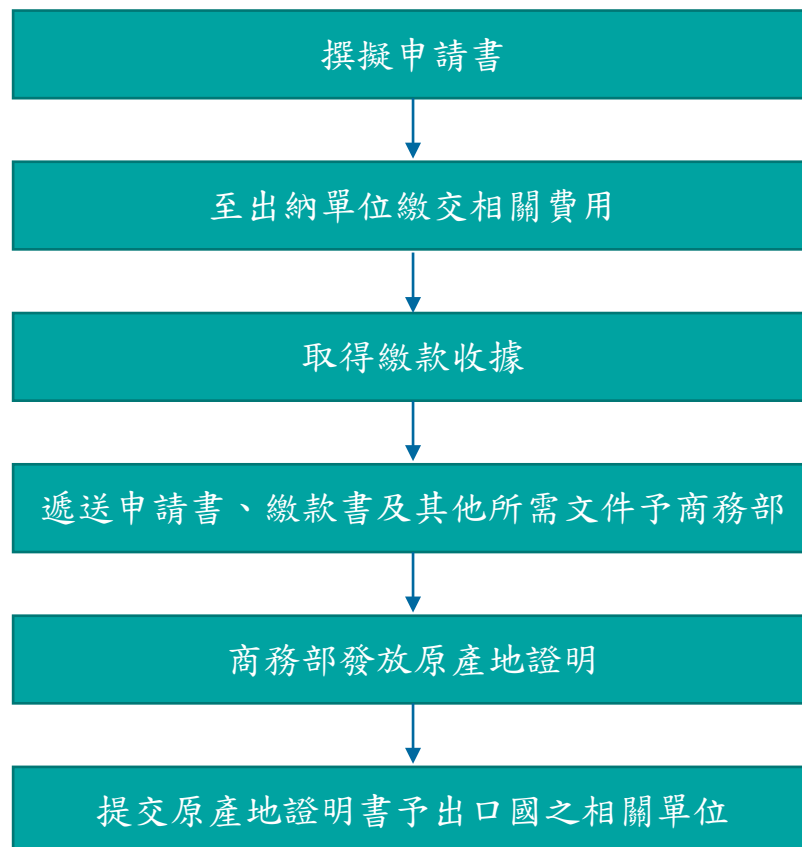 撰擬申請書
至出納單位繳交相關費用
取得繳款收據
遞送申請書、繳款書及其他所需文件予商務部
商務部發放原產地證明
提交原產地證明書予出口國之相關單位